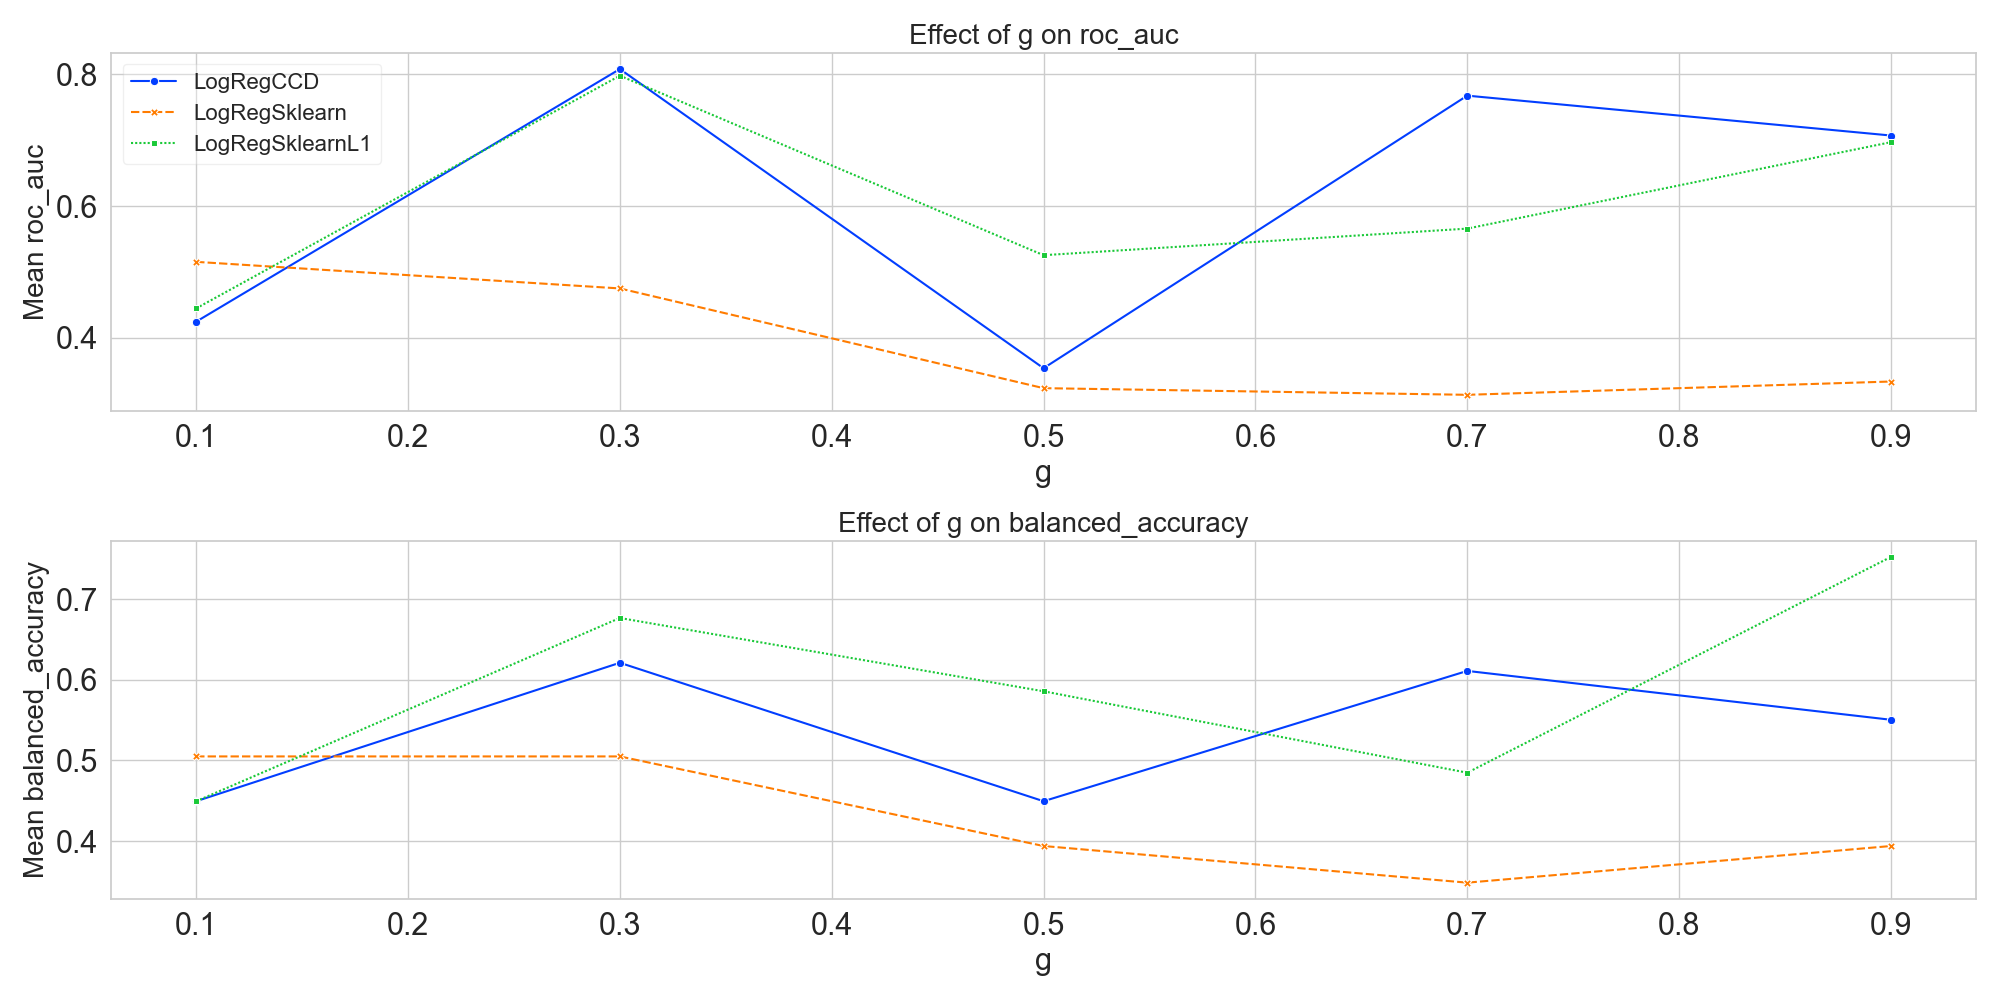 Effect of g on roc_auc
LogRegCCD
LogRegSklearn
LogRegSklearnL1
Mean roc_auc
0.8
0.6
0.4
0.1 0.2 0.3 0.4 0.5 0.6 0.7 0.8 0.9
g
Effect of g on balanced_accuracy
Mean balanced_accuracy
0.7
0.6
0.5
0.4
0.1 0.2 0.3 0.4 0.5 0.6 0.7 0.8 0.9
g